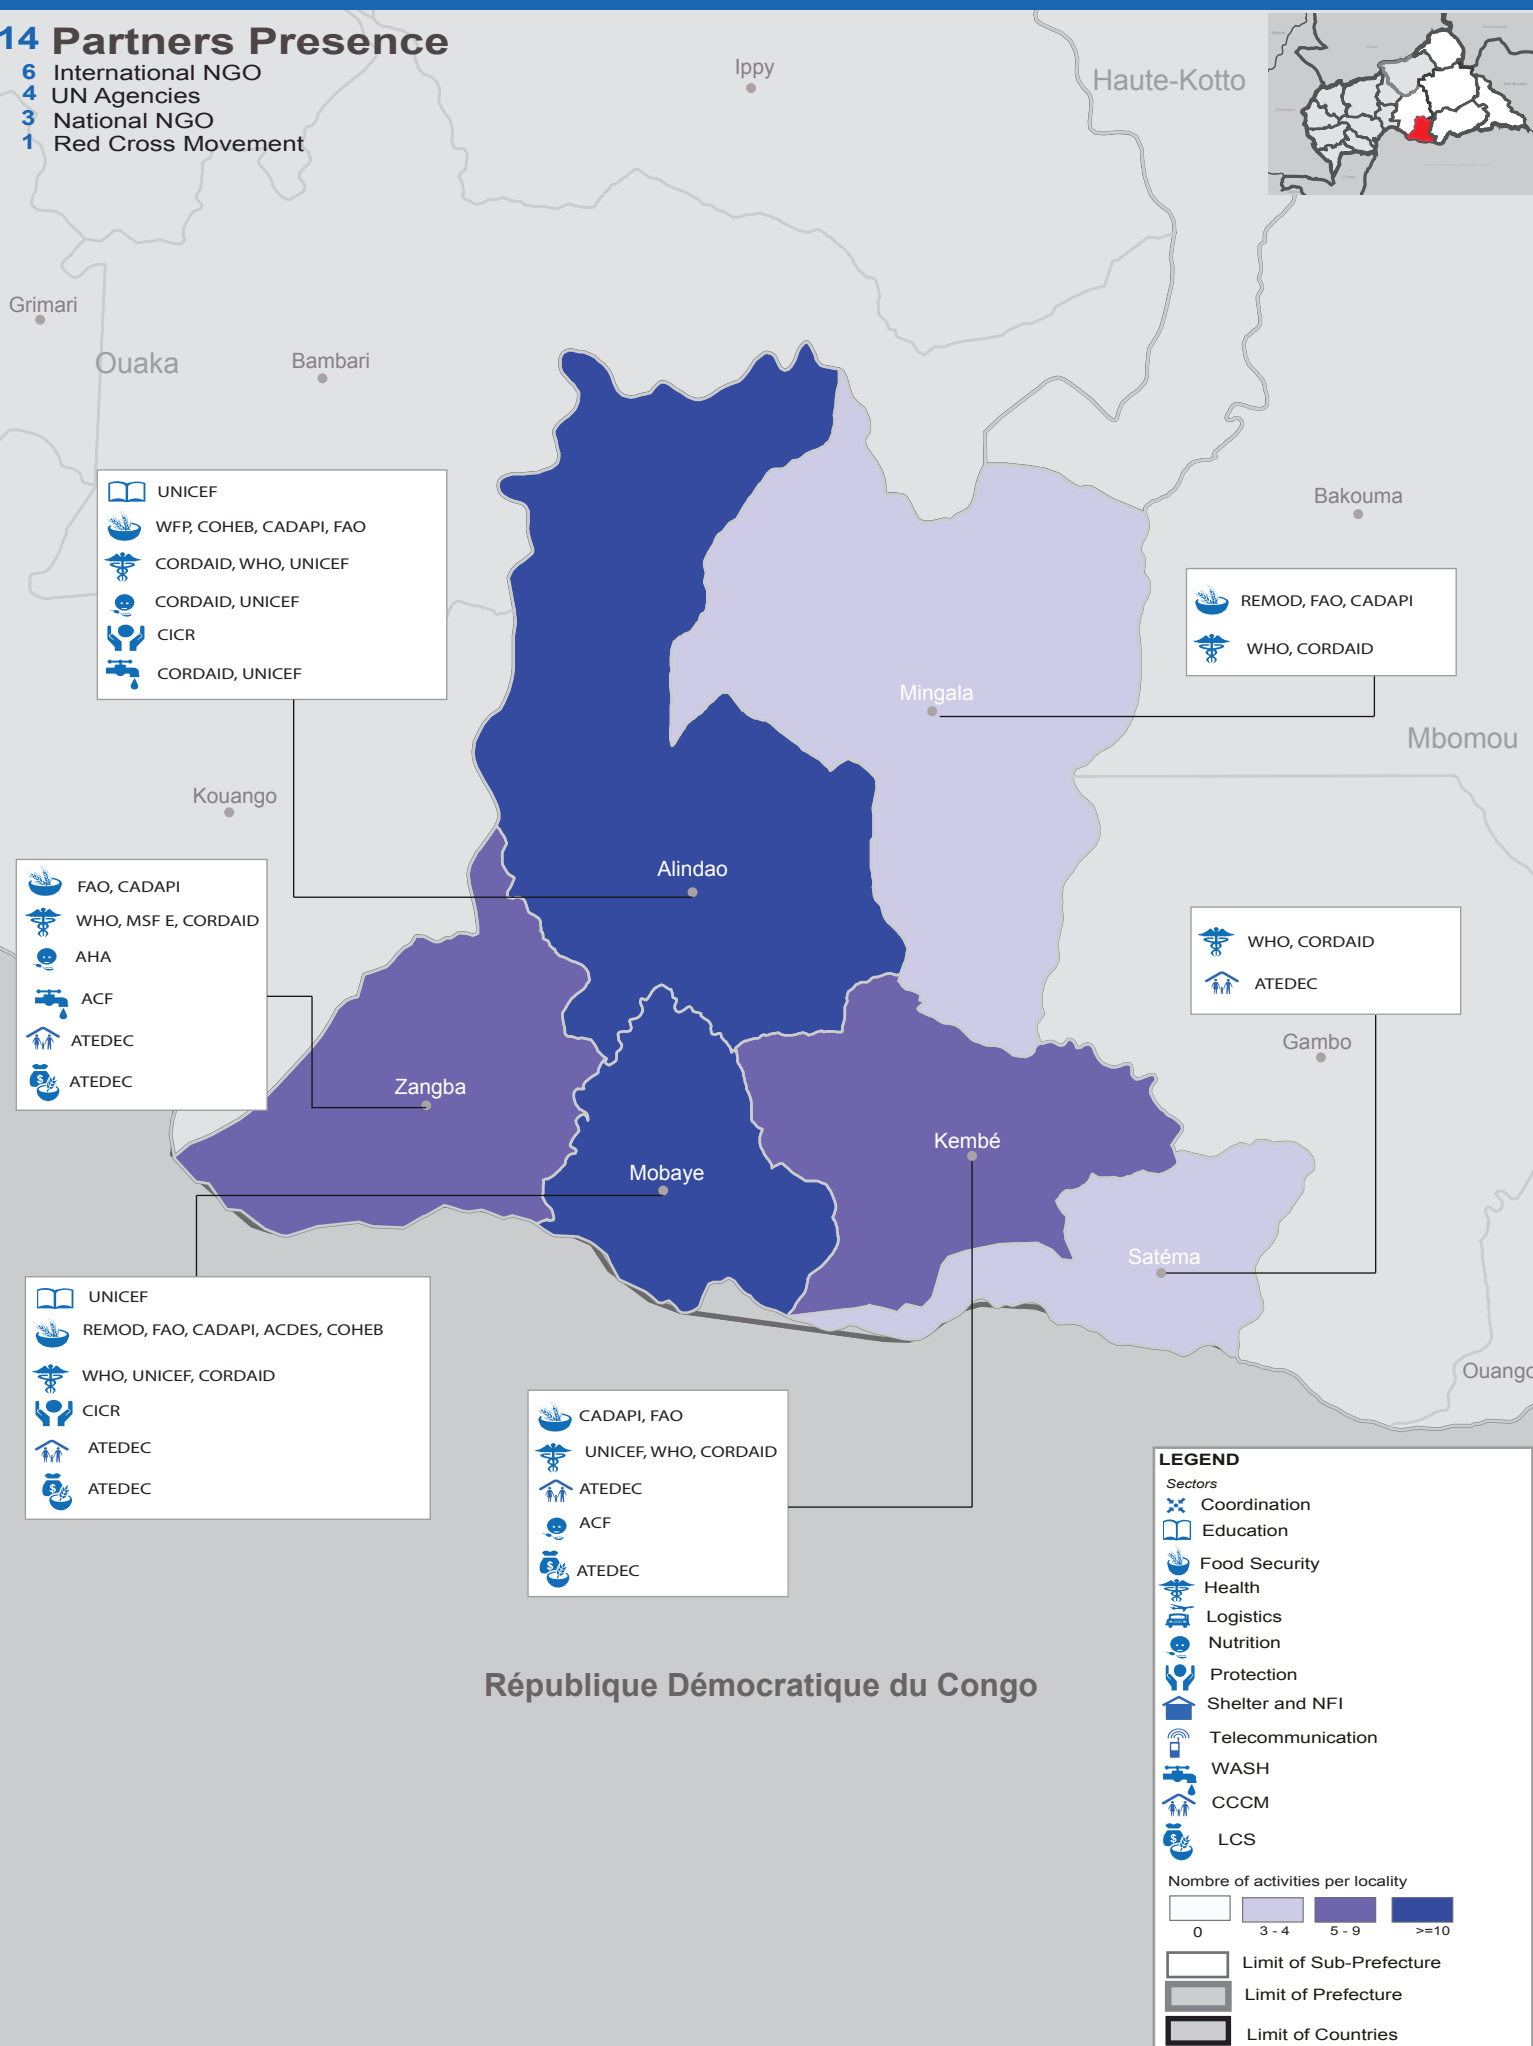 14 Partners Presence
6 International NGO
4 UN Agencies
3 National NGO
1 Red Cross Movement
Ippy
Haute-Kotto
Grimari
Ouaka
Bambari
Bakouma
UNICEF
WFP, COHEB, CADAPI, FAO
CORDAID, WHO, UNICEF
CORDAID, UNICEF
CICR
CORDAID, UNICEF
REMOD, FAO, CADAPI
WHO, CORDAID
Mingala
Mbomou
Kouango
Alindao
FAO, CADAPI
WHO, MSF E, CORDAID
AHA
ACF
ATEDEC
ATEDEC
WHO, CORDAID
ATEDEC
Gambo
Zangba
Kembé
Mobaye
Satéma
UNICEF
REMOD, FAO, CADAPI, ACDES, COHEB
WHO, UNICEF, CORDAID
CICR
ATEDEC
ATEDEC
CADAPI, FAO
UNICEF, WHO, CORDAID
ATEDEC
ACF
ATEDEC
Ouango
République Démocratique du Congo
LEGEND
Sectors
Coordination
Education
Food Security
Health
Logistics
Nutrition
Protection
Shelter and NFI
Telecommunication
WASH
CCCM
LCS
Nombre of activities per locality
0 3 - 4 5 - 9 >=10
Limit of Sub-Prefecture
Limit of Prefecture
Limit of Countries